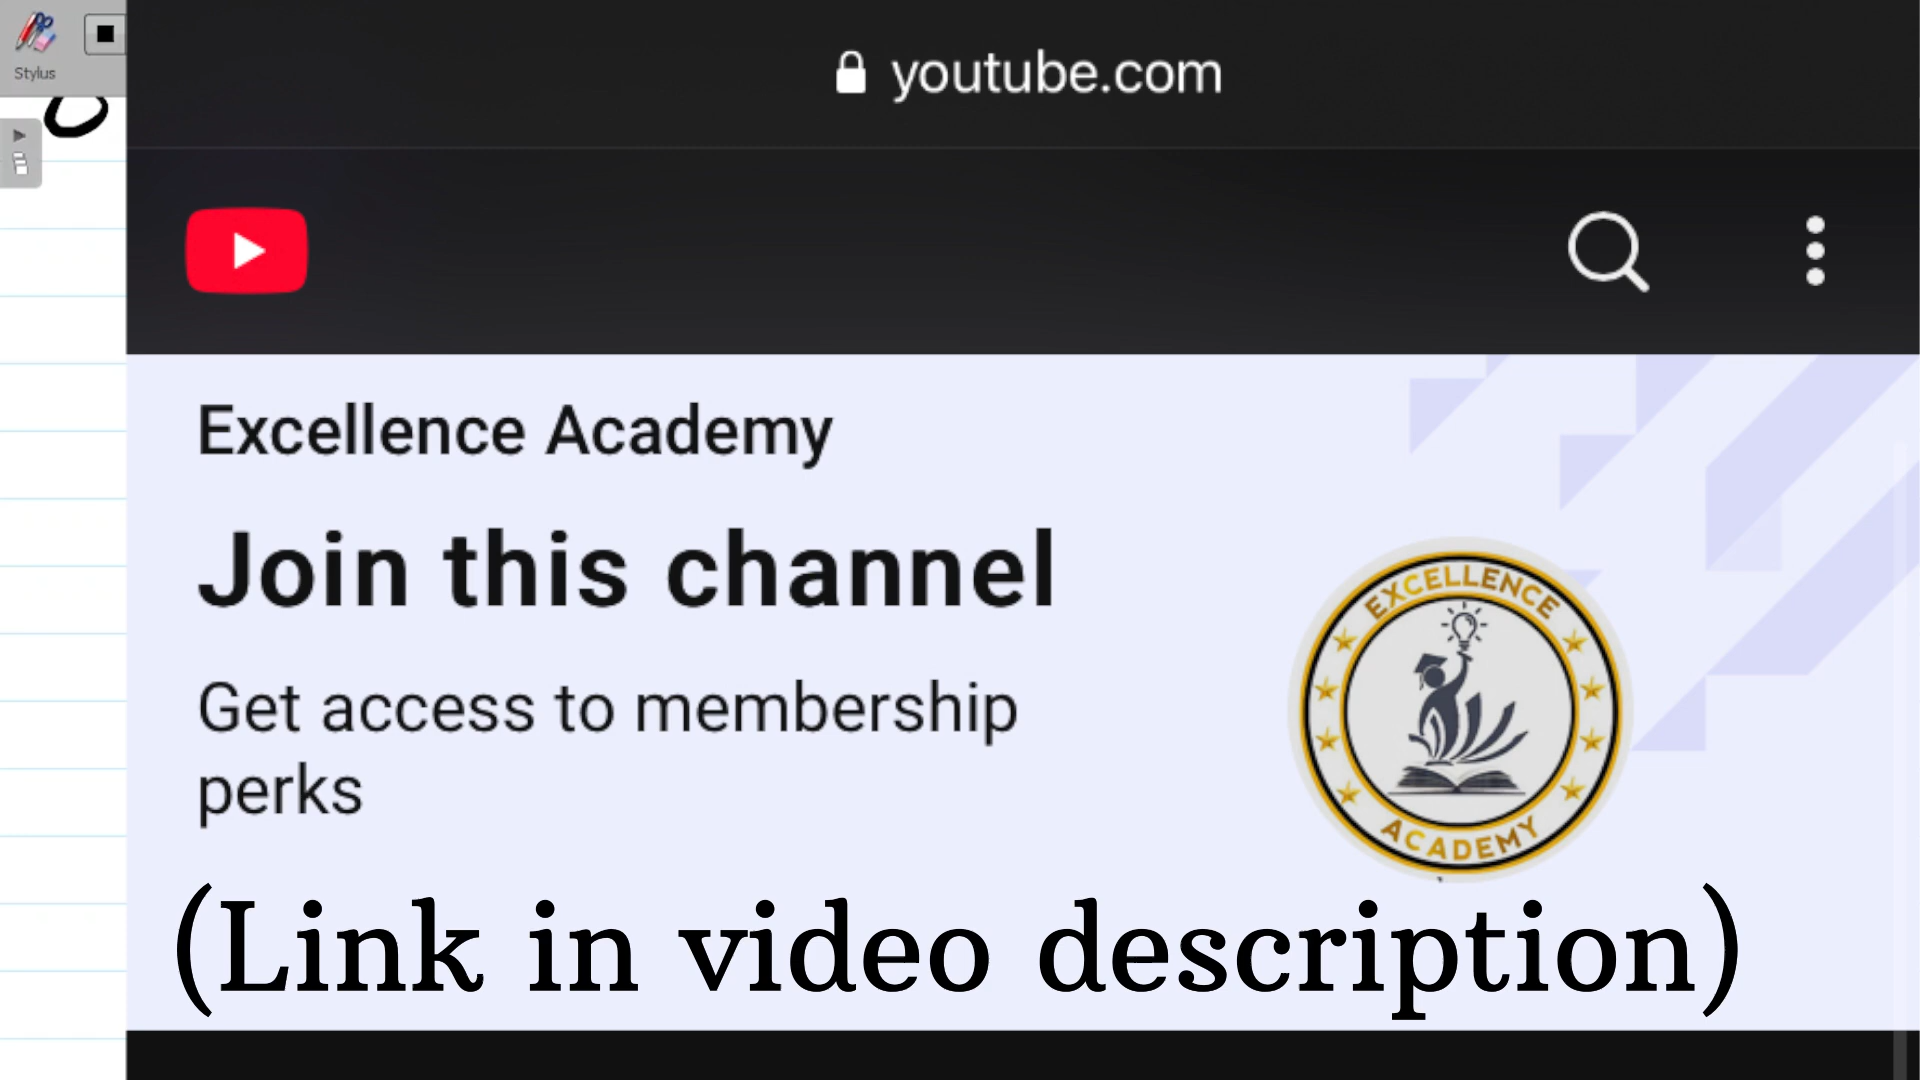 Stylus
youtube.com
Excellence Academy
Join this channel
Get access to membership
perks
EXCELLENCE
ACADEMY
(Link in video description)